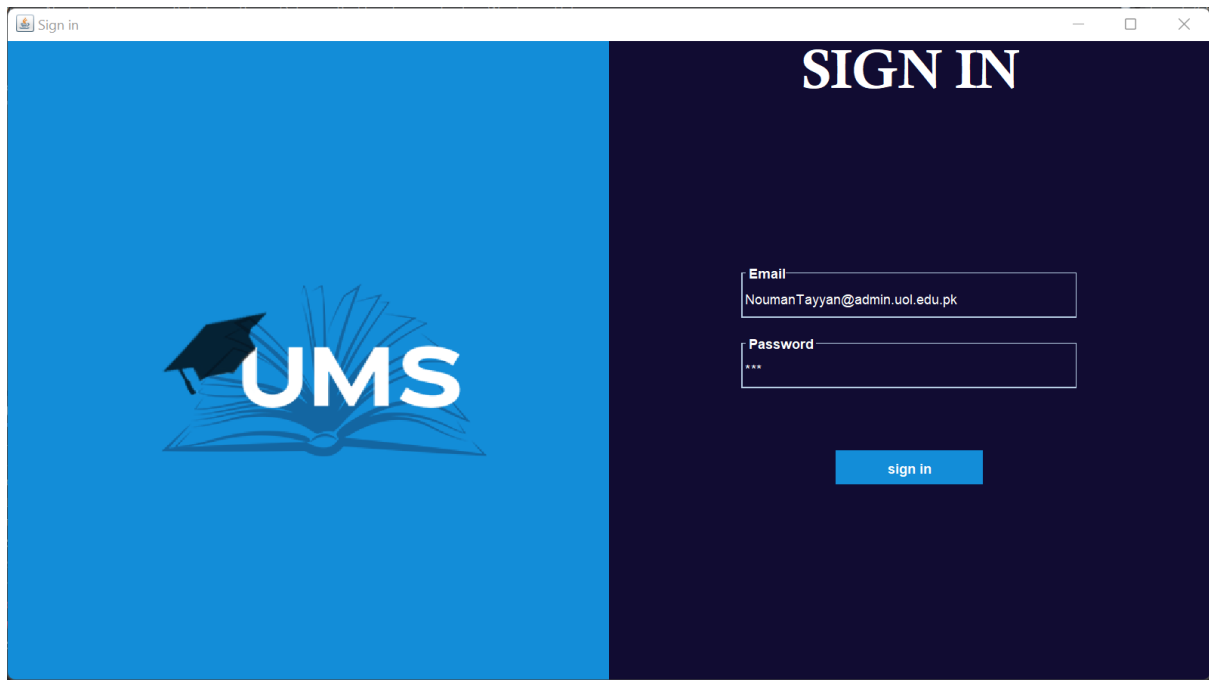 Sign in
SIGN IN
UMS
Email
NoumanTayyan@admin.uol.edu.pk
Password
***
sign in